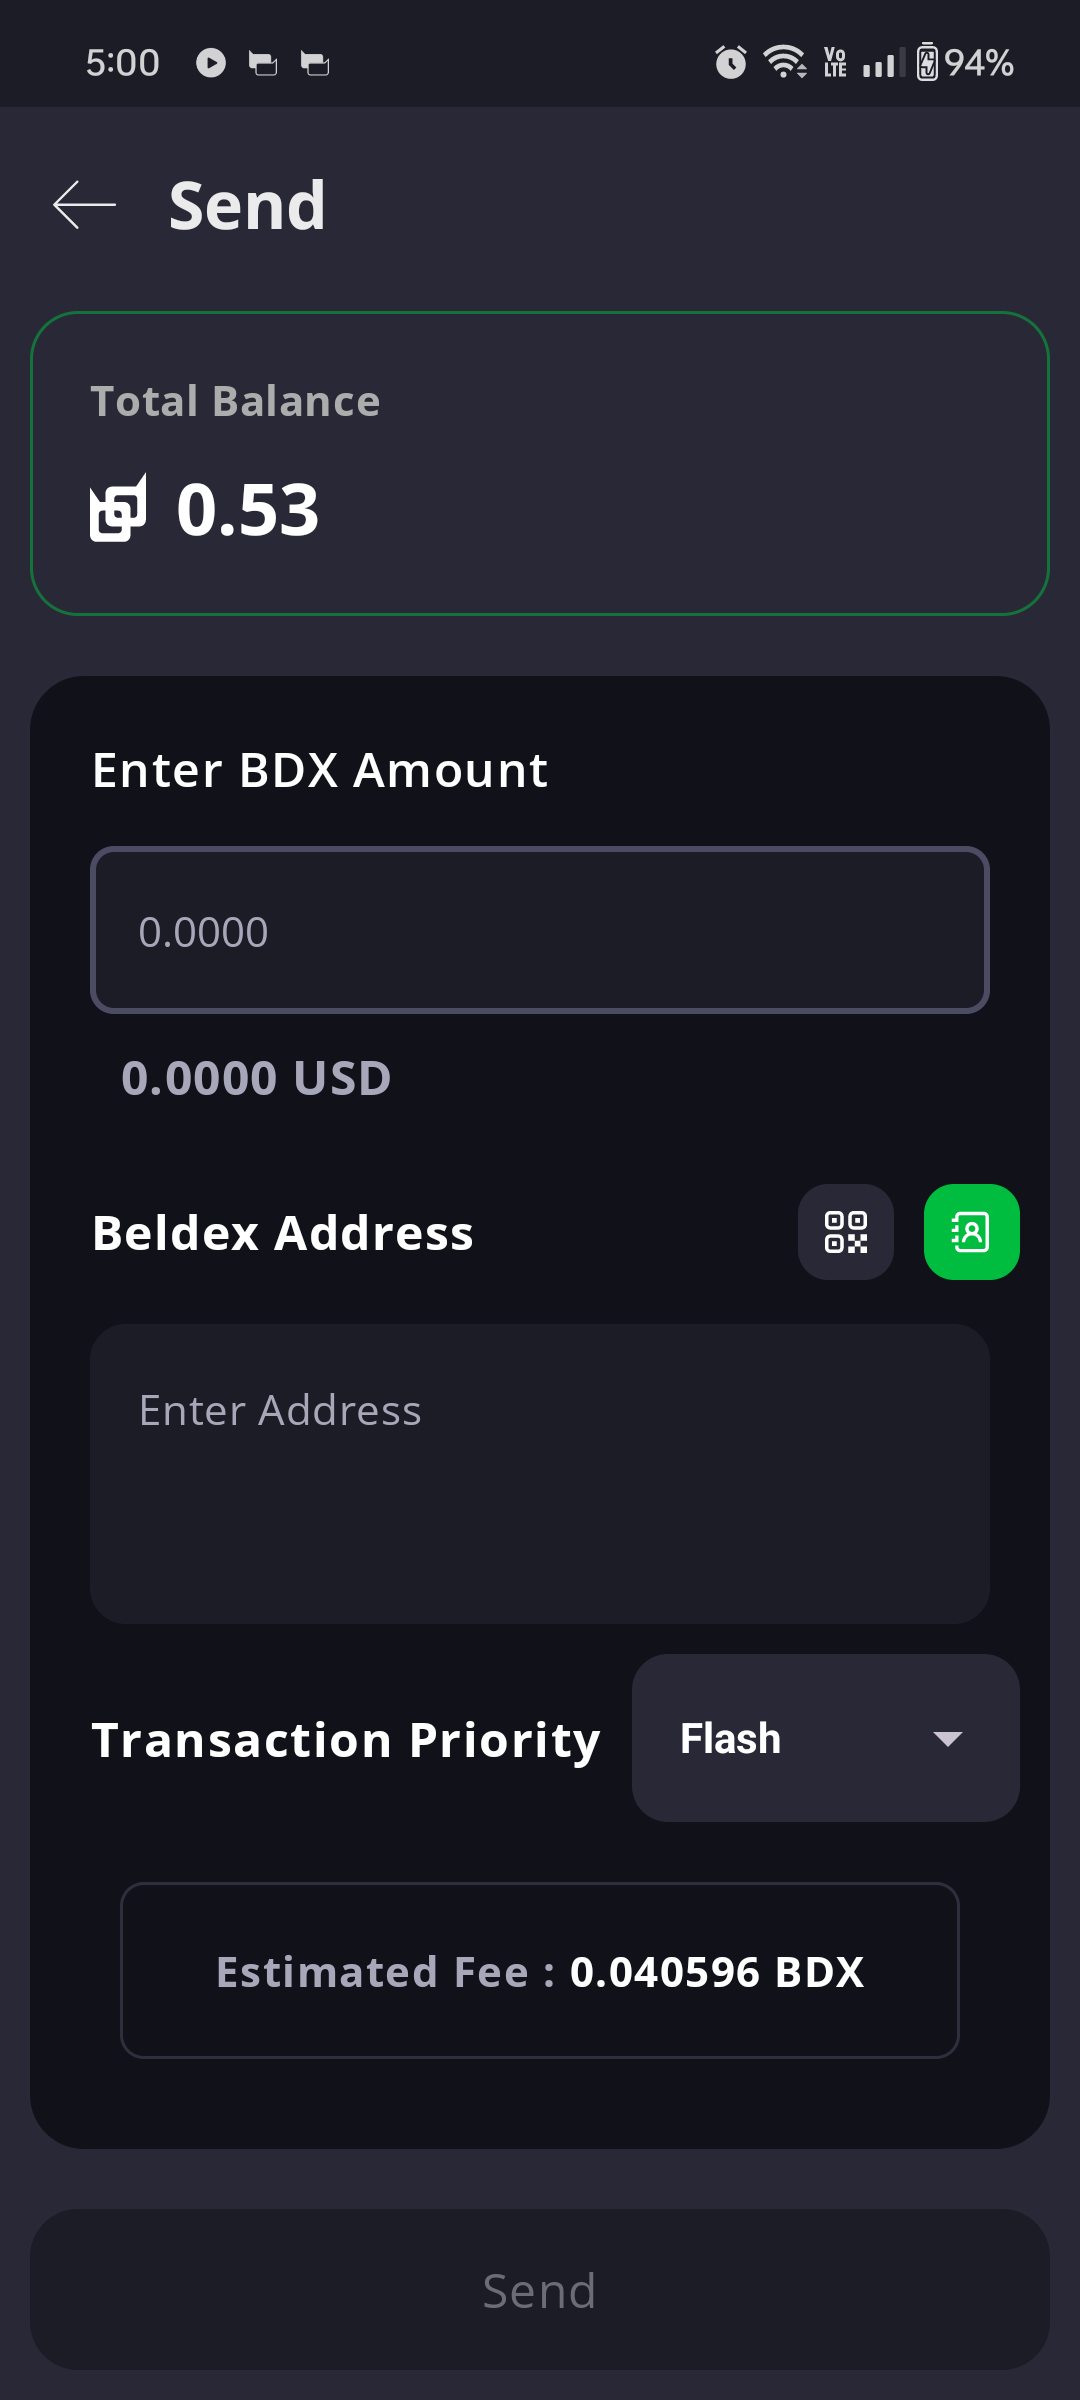 5:00 Vo LTE 94%
Send
Total Balance
0.53
Enter BDX Amount
0.0000
0.0000 USD
Beldex Address
Enter Address
Transaction Priority Flash
Estimated Fee : 0.040596 BDX
Send